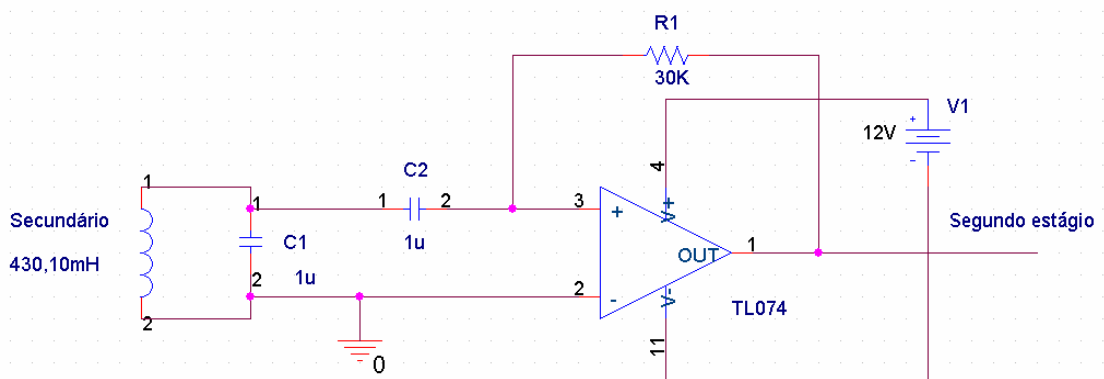 R1
30K
V1
12V
+
-
4
C2
1
2
1u
1
1
Secundário
430,10mH
C1
1u
2
2
0
3
+
V+
OUT
1
2
-
V-
11
TL074
Segundo estágio